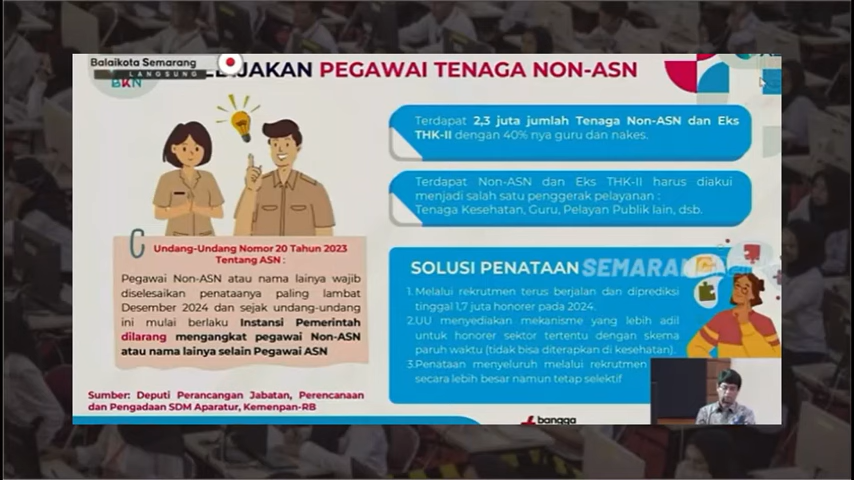 Balaikota Semarang
LANGSUNG
BKN
PEGAWAI TENAGA NON-ASN
Terdapat 2,3 juta jumlah Tenaga Non-ASN dan Eks
THK-II dengan 40% nya guru dan nakes.
Terdapat Non-ASN dan Eks THK-II harus diakui
menjadi salah satu penggerak pelayanan :
Tenaga Kesehatan, Guru, Pelayan Publik lain, dsb.
Undang-Undang Nomor 20 Tahun 2023
Tentang ASN :
Pegawai Non-ASN atau nama lainya wajib
diselesaikan penataanya paling lambat
Desember 2024 dan sejak undang-undang
ini mulai berlaku Instansi Pemerintah
dilarang mengangkat pegawai Non-ASN
atau nama lainya selain Pegawai ASN
Sumber: Deputi Perancangan Jabatan, Perencanaan
dan Pengadaan SDM Aparatur, Kemenpan-RB
SOLUSI PENATAAN
1. Melalui rekrutmen terus berjalan dan diprediksi
tinggal 1,7 juta honorer pada 2024.
2.UU menyediakan mekanisme yang lebih adil
untuk honorer sektor tertentu dengan skema
paruh waktu (tidak bisa diterapkan di kesehatan).
3.Penataan menyeluruh melalui rekrutmen
secara lebih besar namun tetap selektif
bangga